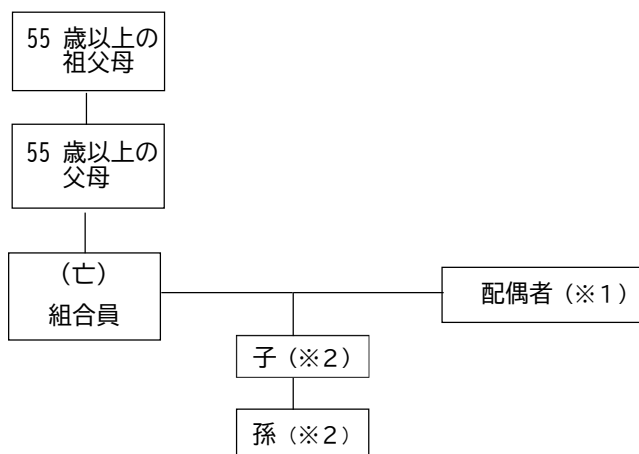 55 歳以上の
祖父母
55 歳以上の
父母
(亡)
組合員
配偶者（※１）
子（※２）
孫（※２）